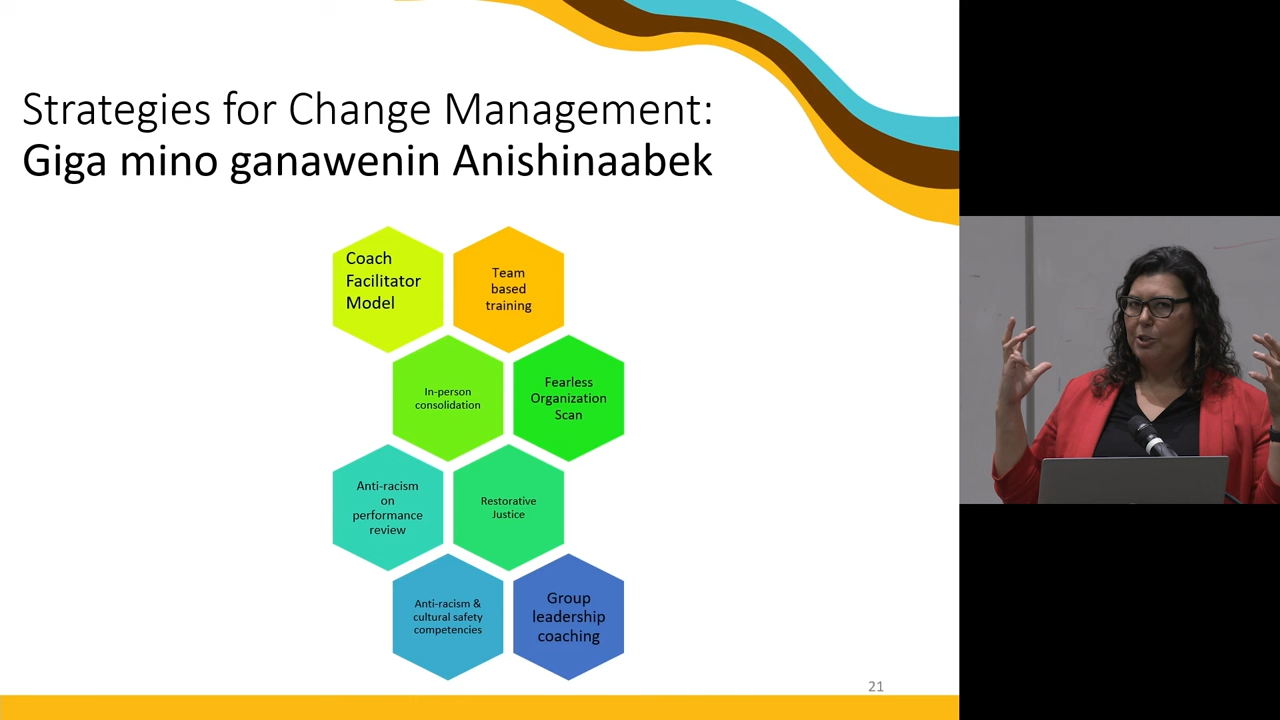 Strategies for Change Management:
Giga mino ganawenin Anishinaabek
Coach
Facilitator
Model
Team
based
training
In-person
consolidation
Fearless
Organization
Scan
Anti-racism
on
performance
review
Restorative
Justice
Anti-racism &
cultural safety
competencies
Group
leadership
coaching
21